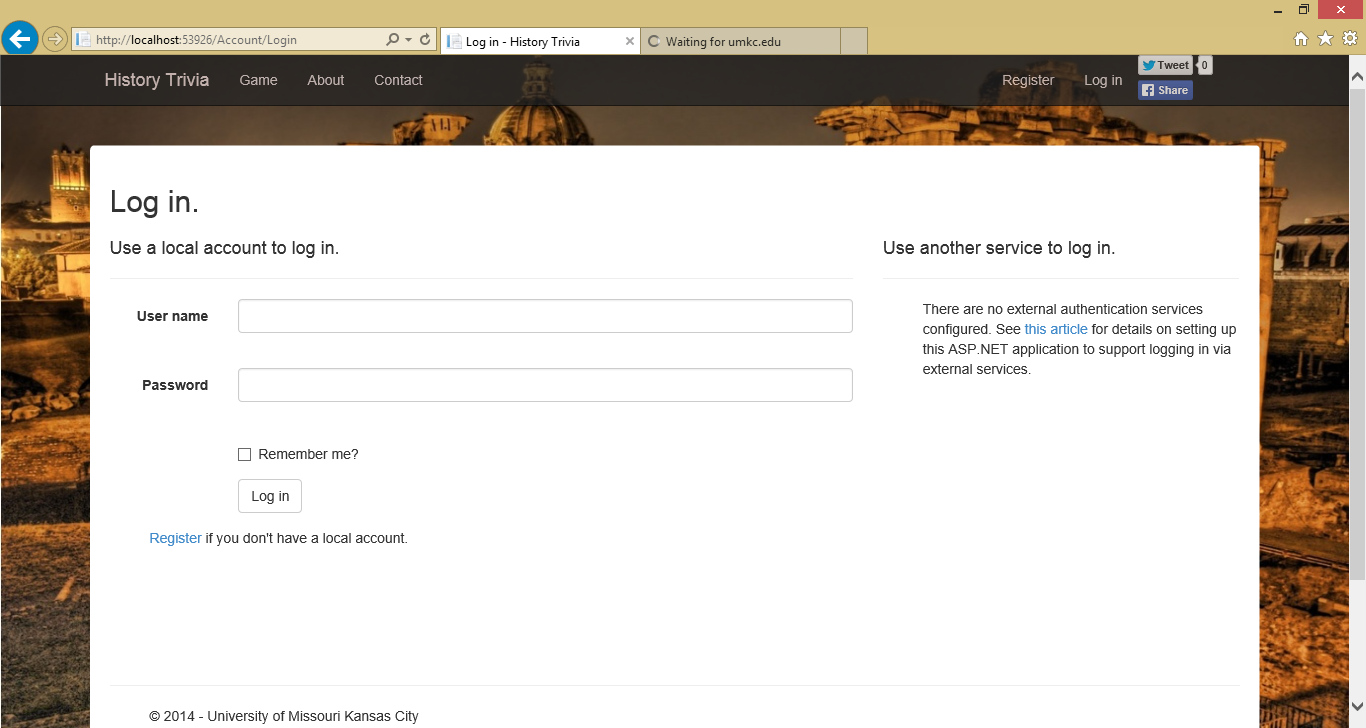 http://localhost:53926/Account/Login
Log in - History Trivia
Waiting for umkc.edu
History Trivia Game About Contact Register Log in Tweet 0
Share
Log in.
Use a local account to log in.
User name
Password
Remember me?
Log in
Register if you don't have a local account.
Use another service to log in.
There are no external authentication services
configured. See this article for details on setting up
this ASP.NET application to support logging in via
external services.
© 2014 - University of Missouri Kansas City